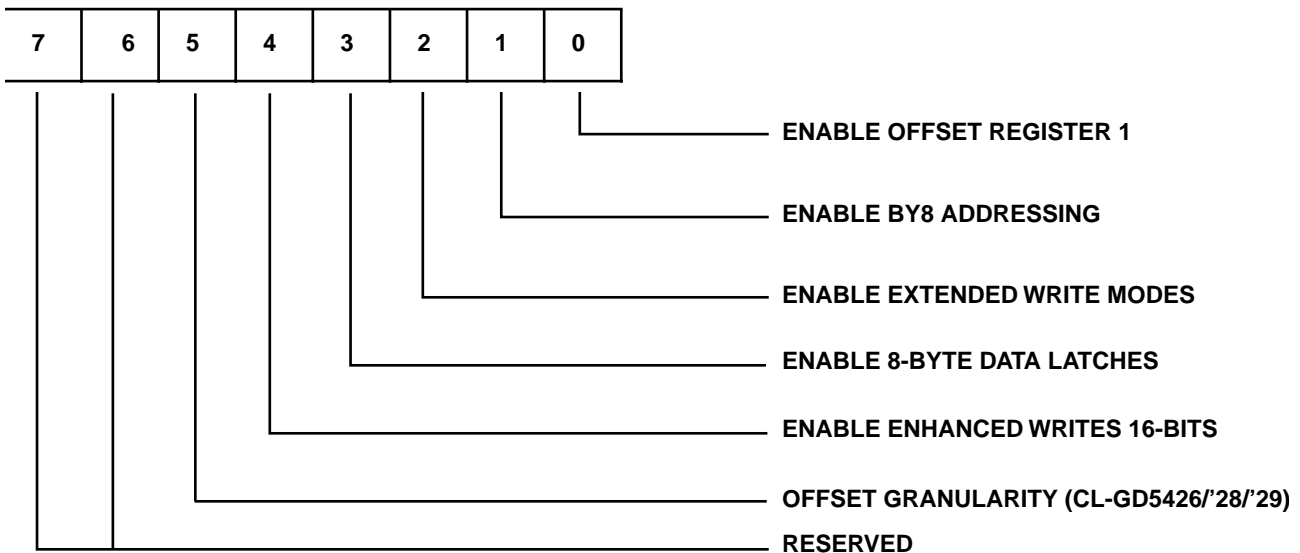 7 6 5 4 3 2 1 0
ENABLE OFFSET REGISTER 1
ENABLE BY8 ADDRESSING
ENABLE EXTENDED WRITE MODES
ENABLE 8-BYTE DATA LATCHES
ENABLE ENHANCED WRITES 16-BITS
OFFSET GRANULARITY (CL-GD5426/’28/’29)
RESERVED